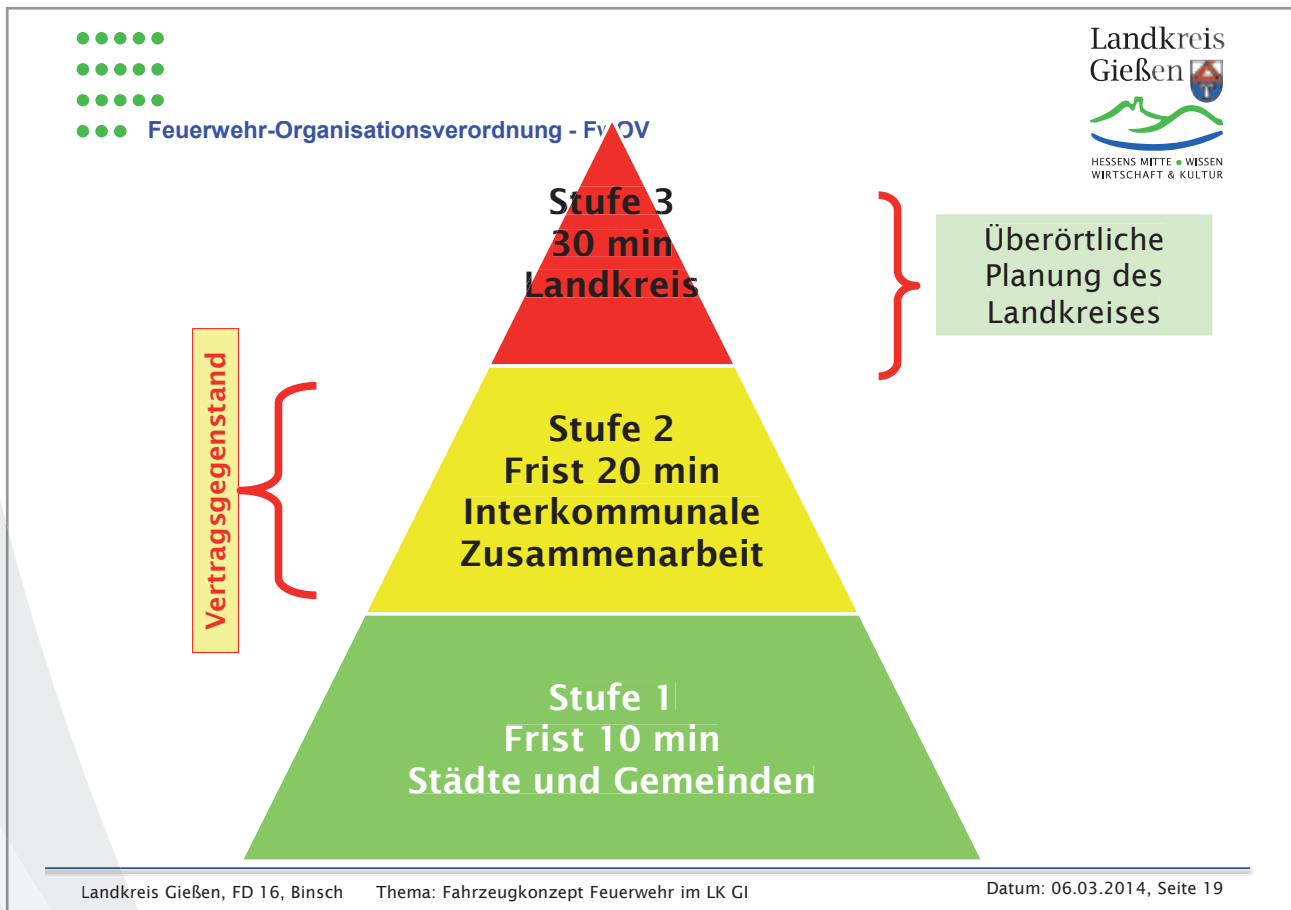 Landkreis
Gießen
HESSENS MITTE • WISSEN
WIRTSCHAFT & KULTUR
Feuerwehr-Organisationsverordnung - FwOV
Stufe 3
30 min
Landkreis
Überörtliche
Planung des
Landkreises
Vertragsgegenstand
Stufe 2
Frist 20 min
Interkommunale
Zusammenarbeit
Stufe 1
Frist 10 min
Städte und Gemeinden
Landkreis Gießen, FD 16, Binsch Thema: Fahrzeugkonzept Feuerwehr im LK GI Datum: 06.03.2014, Seite 19